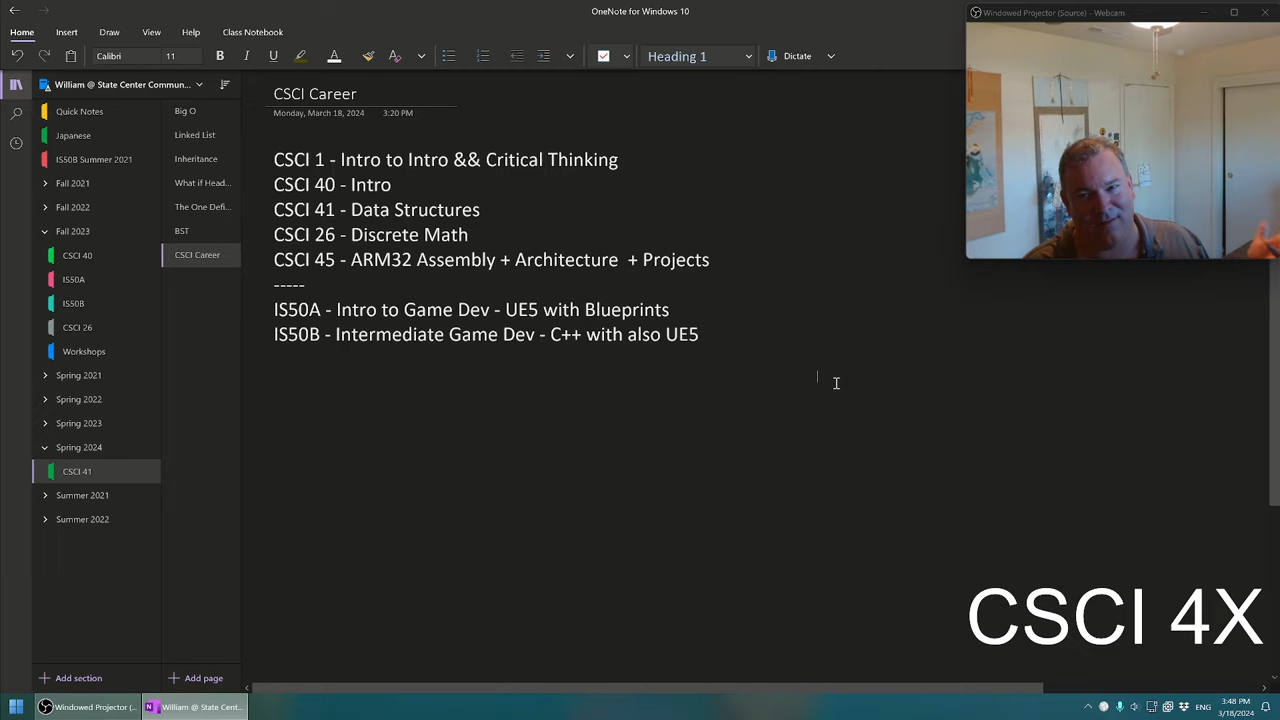 OneNote for Windows 10
Windowed Projector (Source) - Webcam
Home Insert Draw View Help Class Notebook
Calibri 11 B I U A Heading 1 Dictate
William @ State Center Commun...
Quick Notes
Japanese
IS50B Summer 2021
Fall 2021
Fall 2022
Fall 2023
CSCI 40
IS50A
IS50B
CSCI 26
Workshops
Spring 2021
Spring 2022
Spring 2023
Spring 2024
CSCI 41
Summer 2021
Summer 2022
Add section
Big O
Linked List
Inheritance
What if Head...
The One Defi...
BST
CSCI Career
Add page
CSCI Career
Monday, March 18, 2024 3:20 PM
CSCI 1 - Intro to Intro && Critical Thinking
CSCI 40 - Intro
CSCI 41 - Data Structures
CSCI 26 - Discrete Math
CSCI 45 - ARM32 Assembly + Architecture + Projects
-----
IS50A - Intro to Game Dev - UE5 with Blueprints
IS50B - Intermediate Game Dev - C++ with also UE5
CSCI 4X
Windowed Projector (...
William @ State Cent...
ENG
3:48 PM
3/18/2024